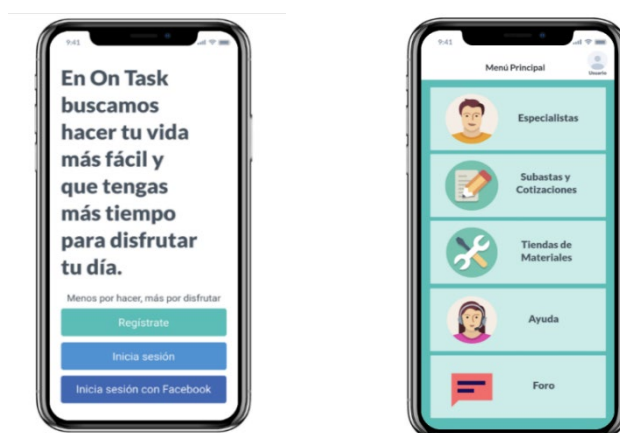 9:41
En On Task
buscamos
hacer tu vida
más fácil y
que tengas
más tiempo
para disfrutar
tu día.
Menos por hacer, más por disfrutar
Regístrate
Inicia sesión
Inicia sesión con Facebook
9:41
Menú Principal
Usuario
Especialistas
Subastas y
Cotizaciones
Tiendas de
Materiales
Ayuda
Foro